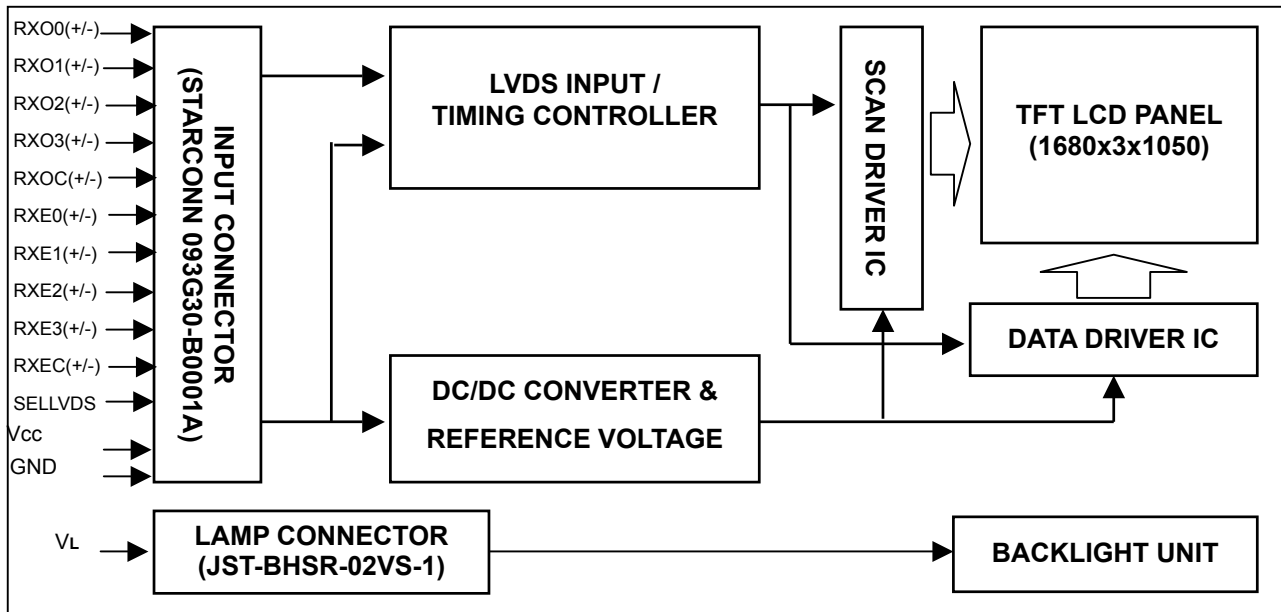 RXO0(+/-)
RXO1(+/-)
RXO2(+/-)
RXO3(+/-)
RXOC(+/-)
RXE0(+/-)
RXE1(+/-)
RXE2(+/-)
RXE3(+/-)
RXEC(+/-)
SELLVDS
Vcc
GND
INPUT CONNECTOR
(STARCONN 093G30-B0001A)
LVDS INPUT /
TIMING CONTROLLER
SCAN DRIVER IC
TFT LCD PANEL
(1680x3x1050)
DC/DC CONVERTER &
REFERENCE VOLTAGE
DATA DRIVER IC
VL
LAMP CONNECTOR
(JST-BHSR-02VS-1)
BACKLIGHT UNIT